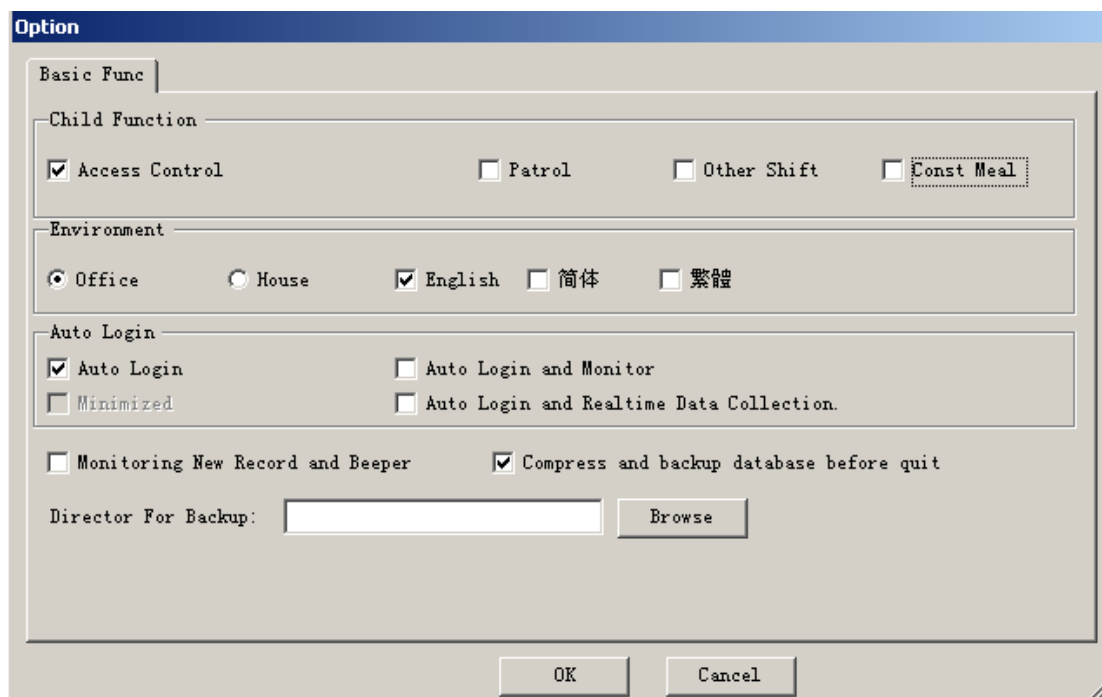 Option
Basic Func
Child Function
Access Control Patrol Other Shift Const Meal
Environment
Office House English 简体 繁體
Auto Login
Auto Login Auto Login and Monitor
Minimized Auto Login and Realtime Data Collection.
Monitoring New Record and Beeper Compress and backup database before quit
Director For Backup: Browse
OK Cancel